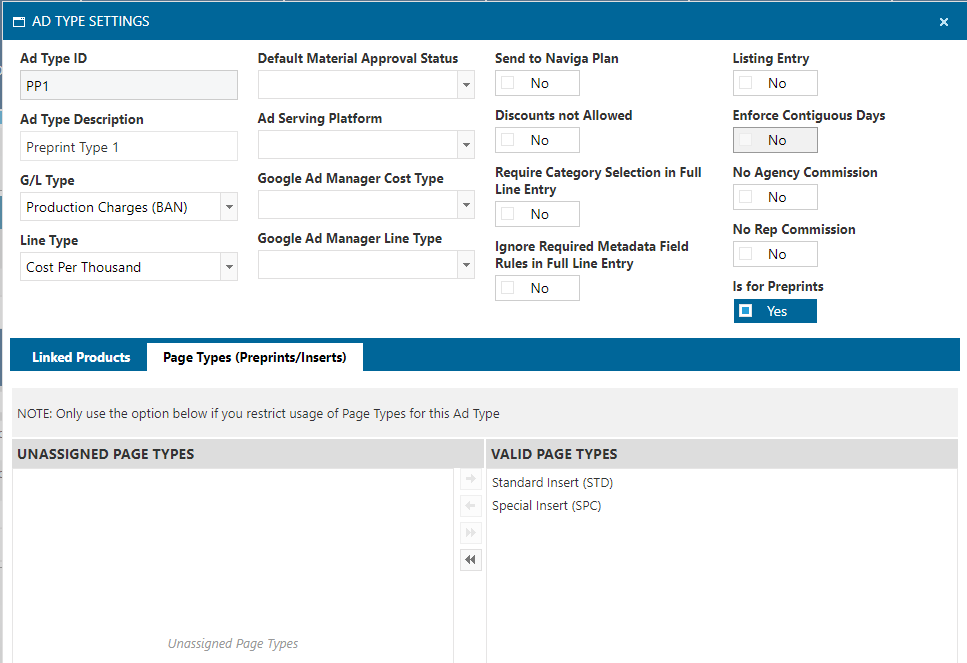 AD TYPE SETTINGS
Ad Type ID
PP1
Ad Type Description
Preprint Type 1
G/L Type
Production Charges (BAN)
Line Type
Cost Per Thousand
Default Material Approval Status
Ad Serving Platform
Google Ad Manager Cost Type
Google Ad Manager Line Type
Send to Naviga Plan
No
Discounts not Allowed
No
Require Category Selection in Full
Line Entry
No
Ignore Required Metadata Field
Rules in Full Line Entry
No
Listing Entry
No
Enforce Contiguous Days
No
No Agency Commission
No
No Rep Commission
No
Is for Preprints
Yes
Linked Products
Page Types (Preprints/Inserts)
NOTE: Only use the option below if you restrict usage of Page Types for this Ad Type
UNASSIGNED PAGE TYPES
Unassigned Page Types
VALID PAGE TYPES
Standard Insert (STD)
Special Insert (SPC)